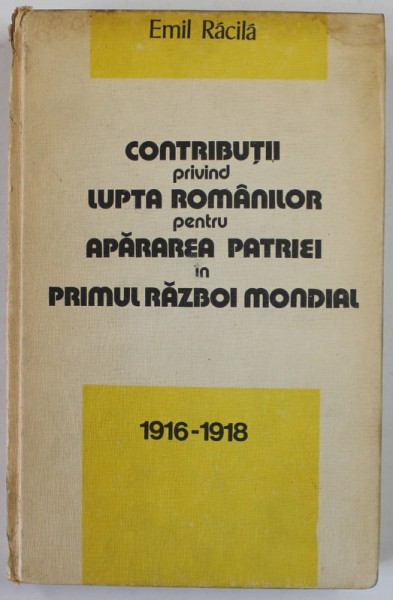 Emil Răcilă
CONTRIBUȚII
privind
LUPTA ROMÂNILOR
pentru
APĂRAREA PATRIEI
în
PRIMUL RĂZBOI MONDIAL
1916-1918